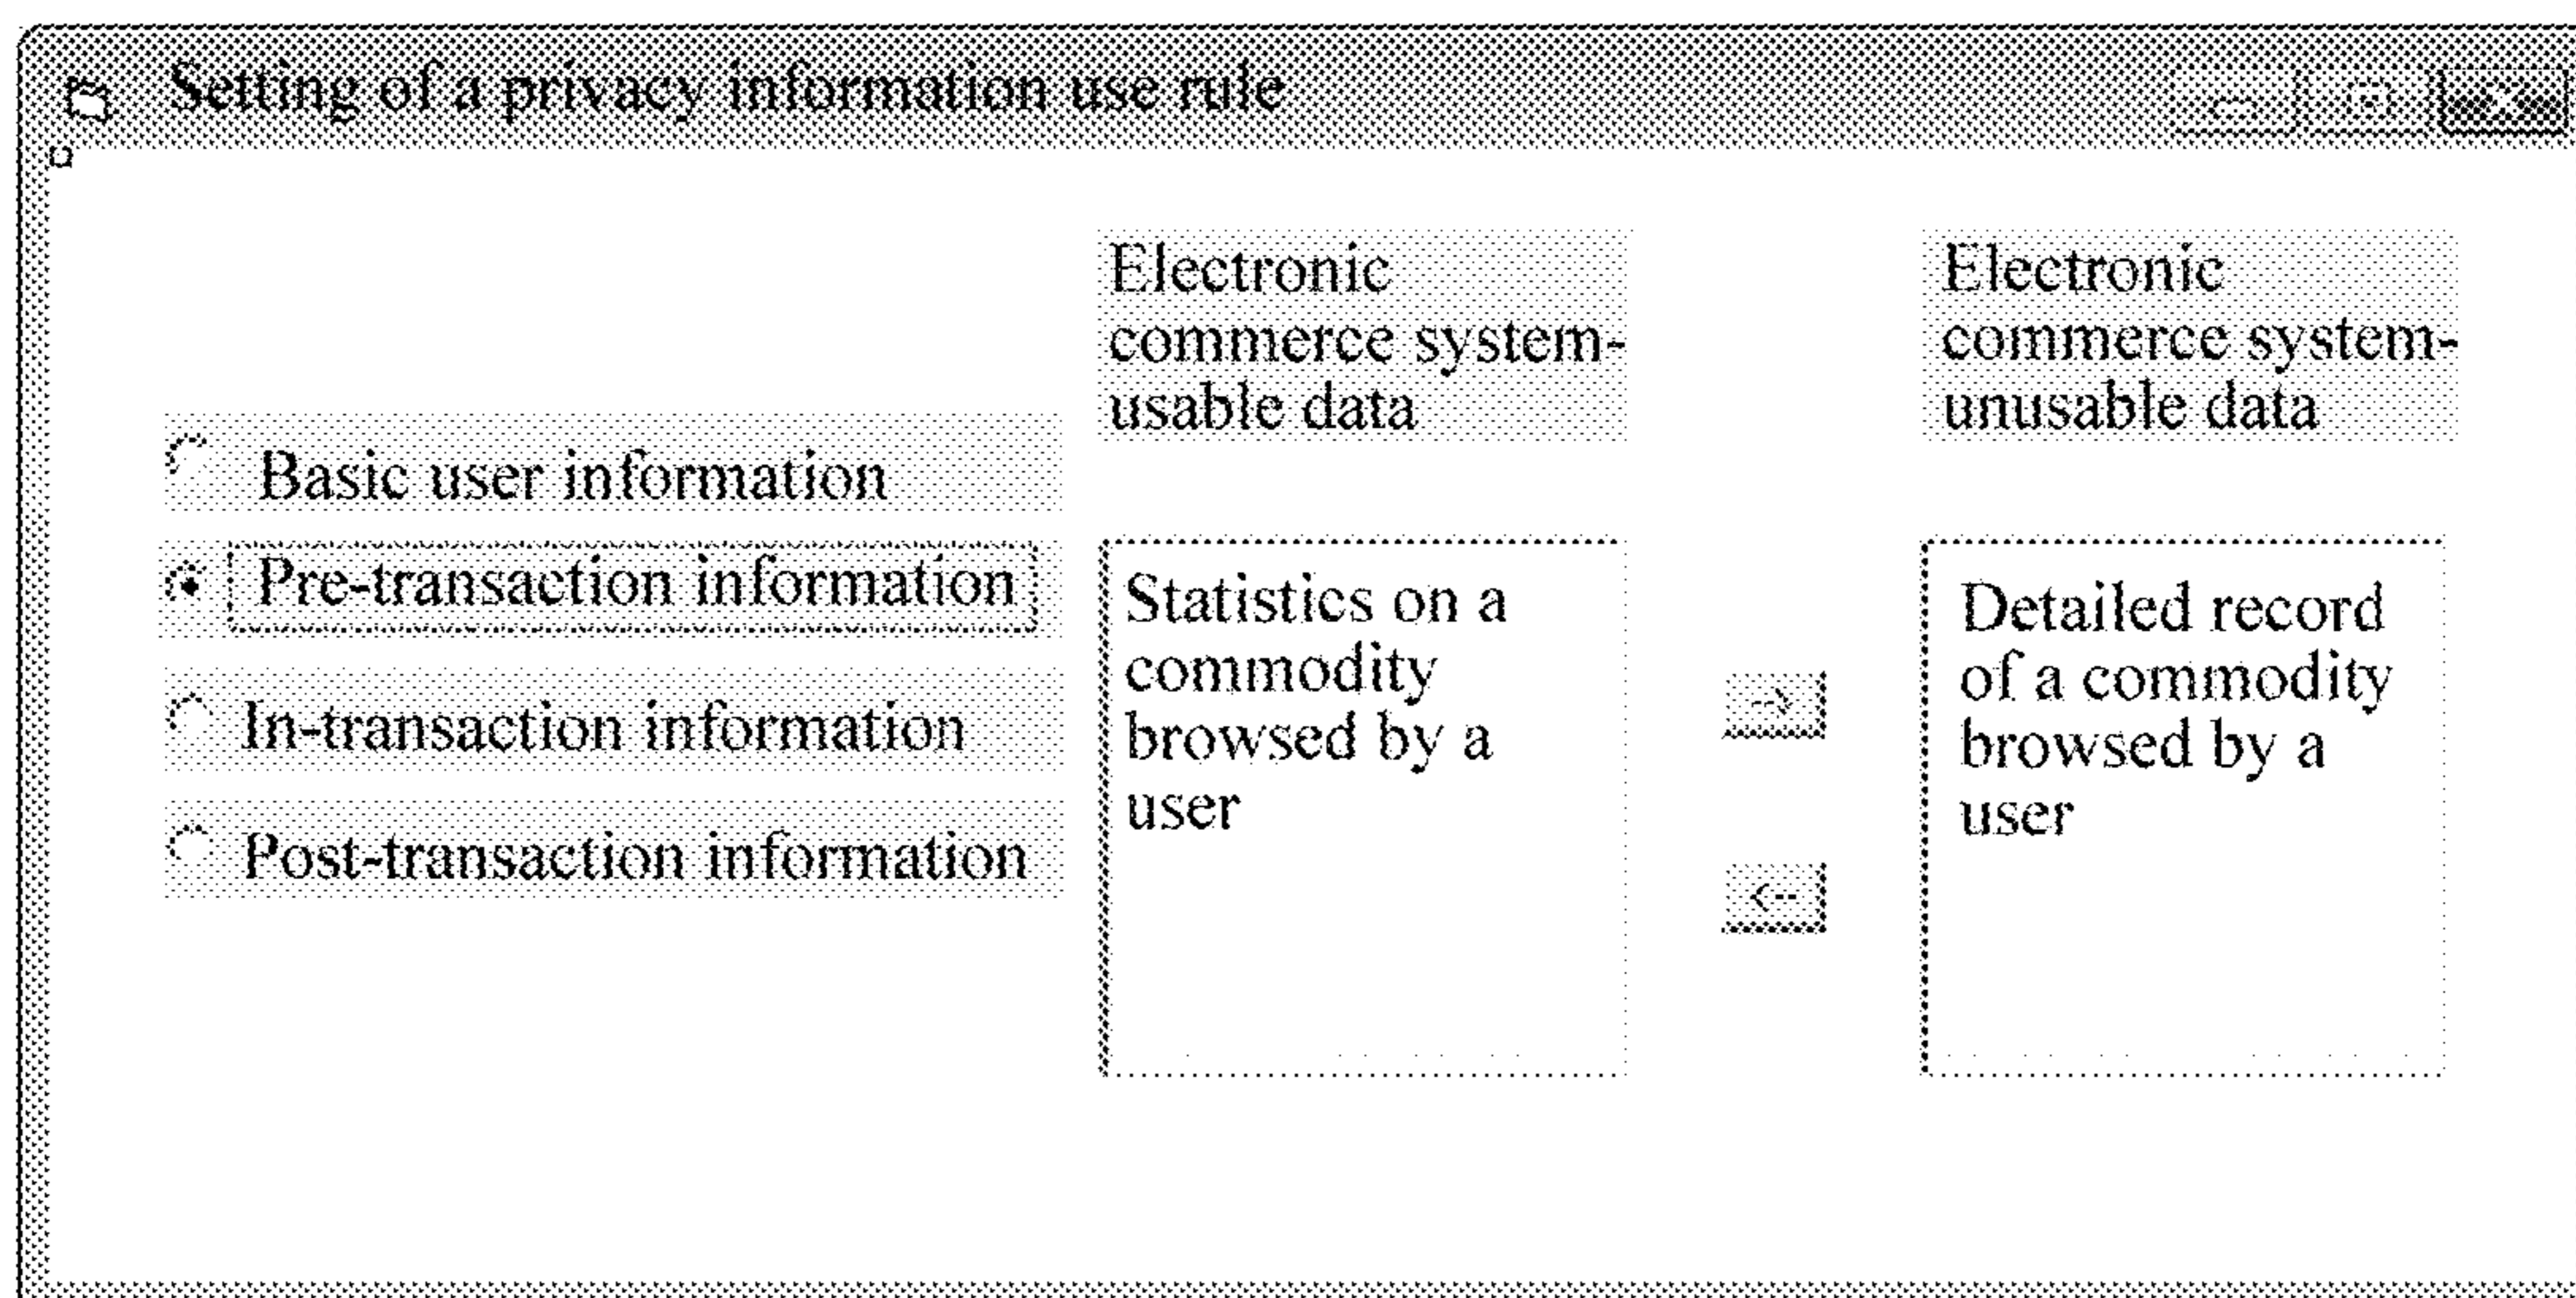 Setting of a privacy information use rule
Electronic
commerce system-
usable data
Electronic
commerce system-
unusable data
Basic user information
Pre-transaction information
In-transaction information
Post-transaction information
Statistics on a
commodity
browsed by a
user
-->
<--
Detailed record
of a commodity
browsed by a
user